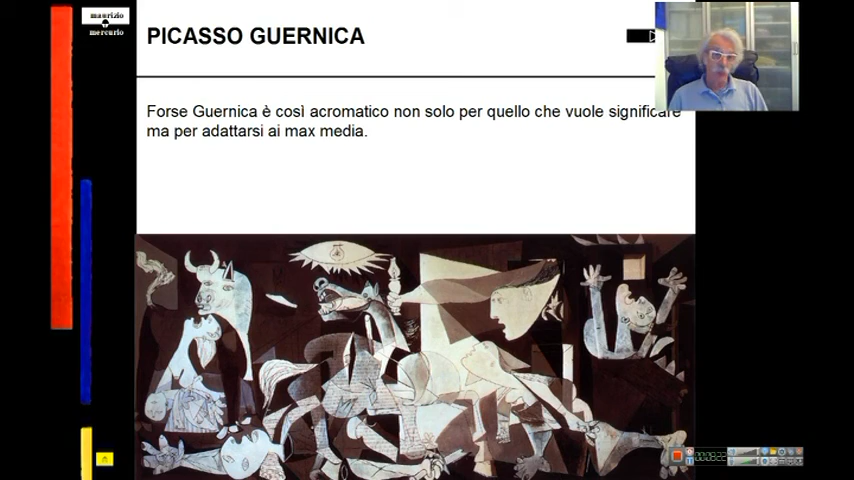 maurizio
mercurio
PICASSO GUERNICA
Forse Guernica è così acromatico non solo per quello che vuole significare
ma per adattarsi ai max media.